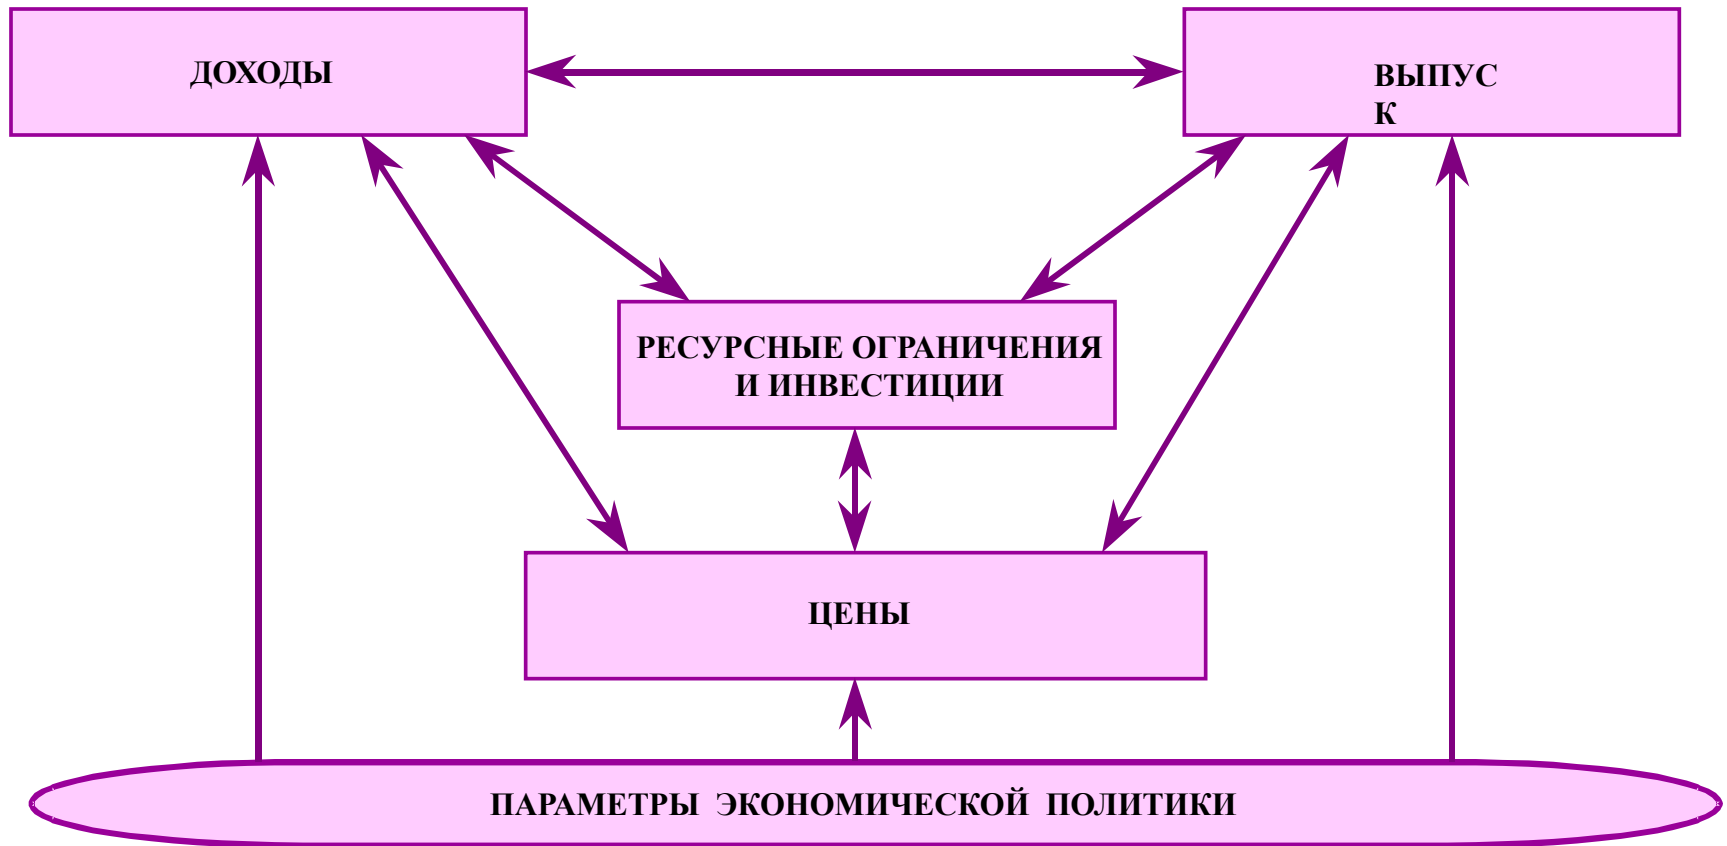 ДОХОДЫ
ВЫПУС
К
РЕСУРСНЫЕ ОГРАНИЧЕНИЯ
И ИНВЕСТИЦИИ
ЦЕНЫ
ПАРАМЕТРЫ ЭКОНОМИЧЕСКОЙ ПОЛИТИКИ